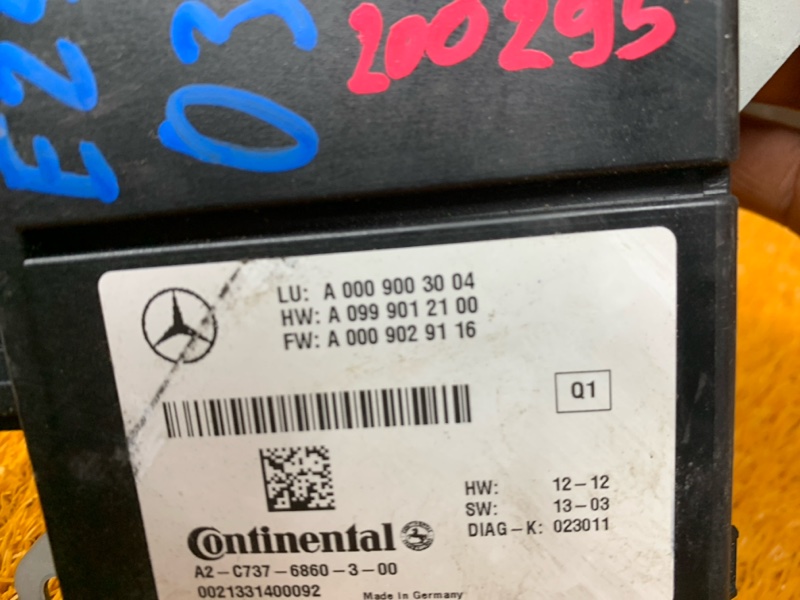 E24
03
200295
LU: A 000 900 30 04
HW: A 099 901 21 00
FW: A 000 902 91 16
Q1
HW: 12-12
SW: 13-03
DIAG-K: 023011
Continental
A2-C737-6860-3-00
0021331400092
Made in Germany